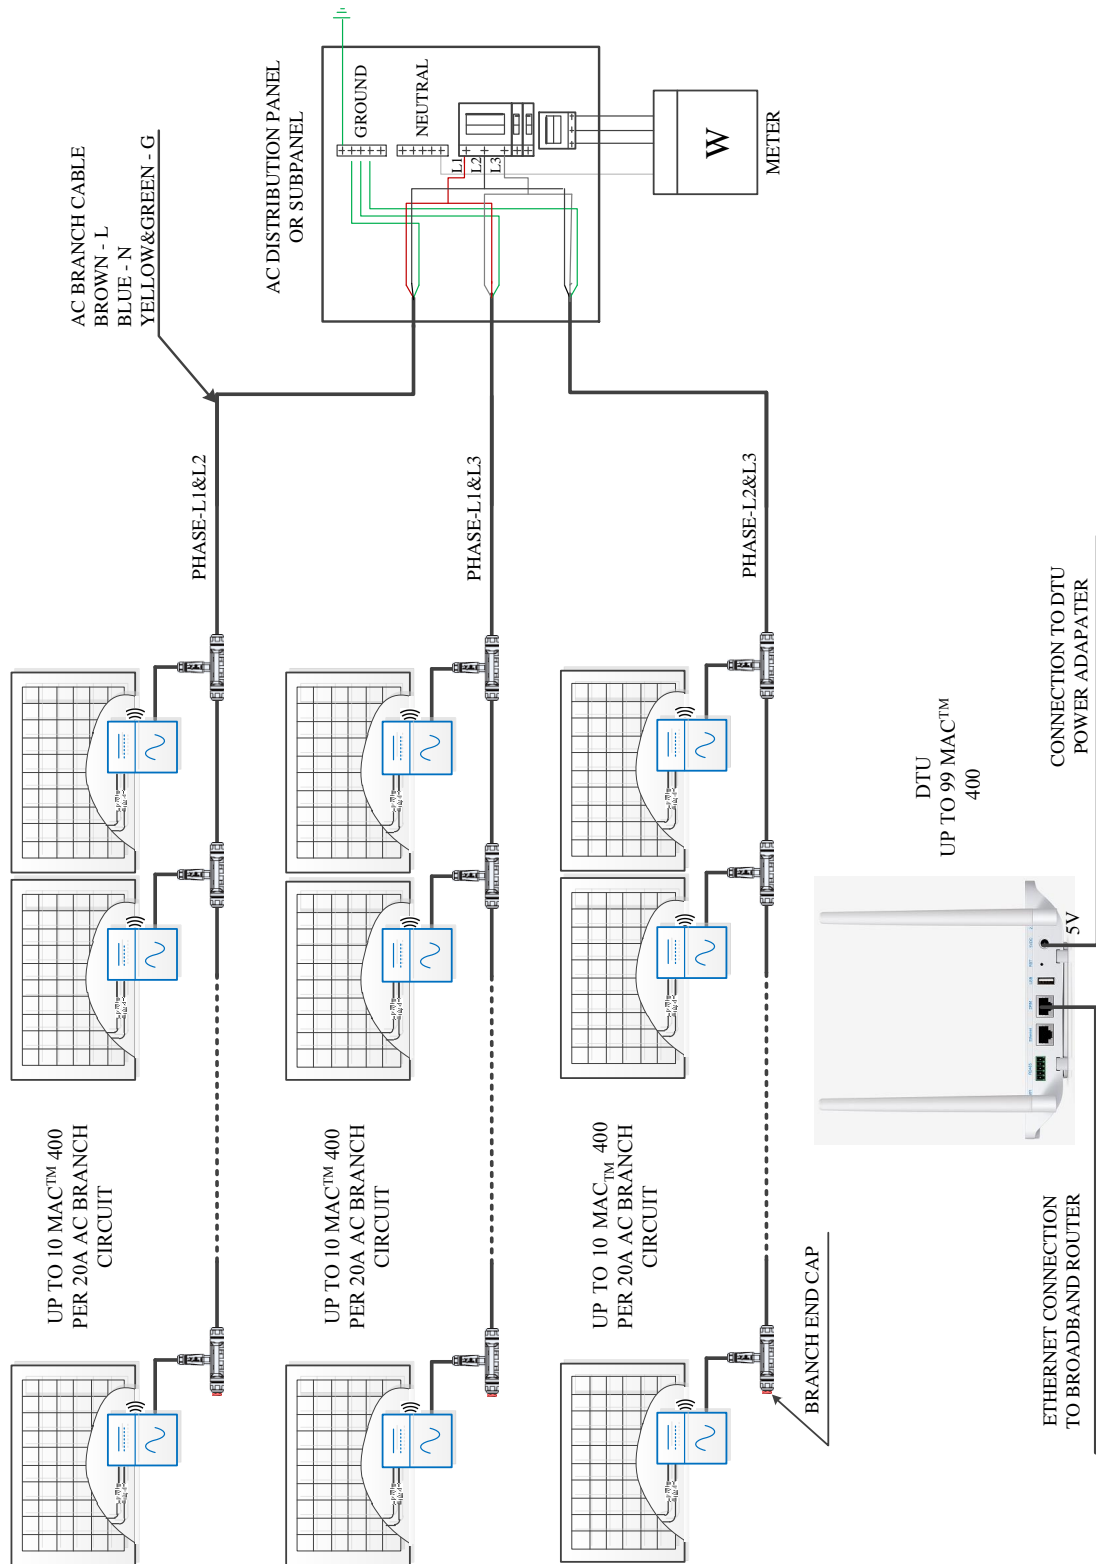 AC BRANCH CABLE
BROWN - L
BLUE - N
YELLOW&GREEN - G
AC DISTRIBUTION PANEL
OR SUBPANEL
GROUND
NEUTRAL
L1
L2
L3
W
METER
PHASE-L1&L2
PHASE-L1&L3
PHASE-L2&L3
UP TO 10 MAC™ 400
PER 20A AC BRANCH
CIRCUIT
UP TO 10 MAC™ 400
PER 20A AC BRANCH
CIRCUIT
UP TO 10 MAC™ 400
PER 20A AC BRANCH
CIRCUIT
BRANCH END CAP
DTU
UP TO 99 MAC™
400
5V
CONNECTION TO DTU
POWER ADAPATER
ETHERNET CONNECTION
TO BROADBAND ROUTER